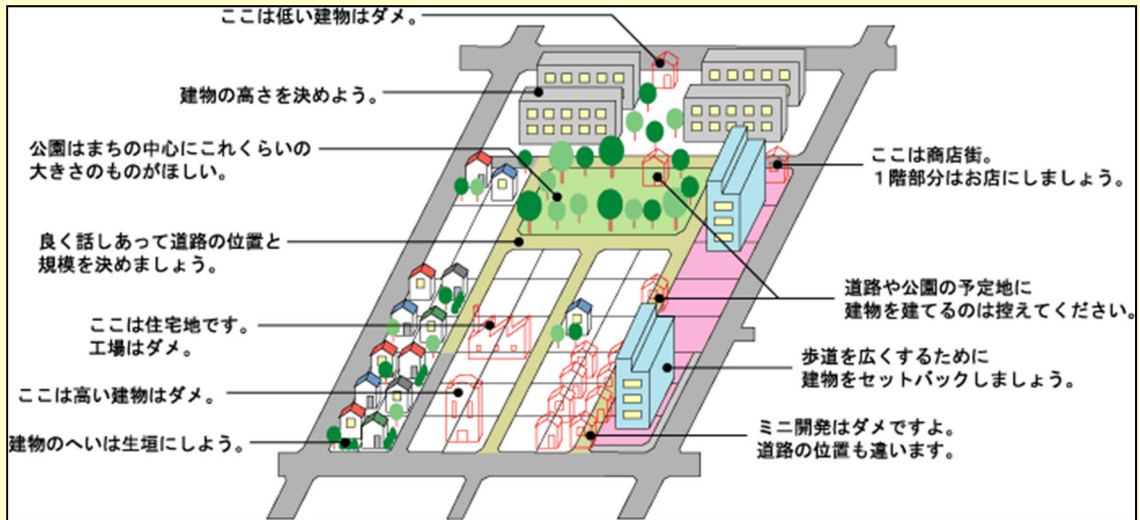 ここは低い建物はダメ。
建物の高さを決めよう。
公園はまちの中心にこれくらいの
大きさのものがほしい。
良く話しあって道路の位置と
規模を決めましょう。
ここは住宅地です。
工場はダメ。
ここは高い建物はダメ。
建物のへいは生垣にしよう。
ここは商店街。
１階部分はお店にしましょう。
道路や公園の予定地に
建物を建てるのは控えてください。
歩道を広くするために
建物をセットバックしましょう。
ミニ開発はダメですよ。
道路の位置も違います。